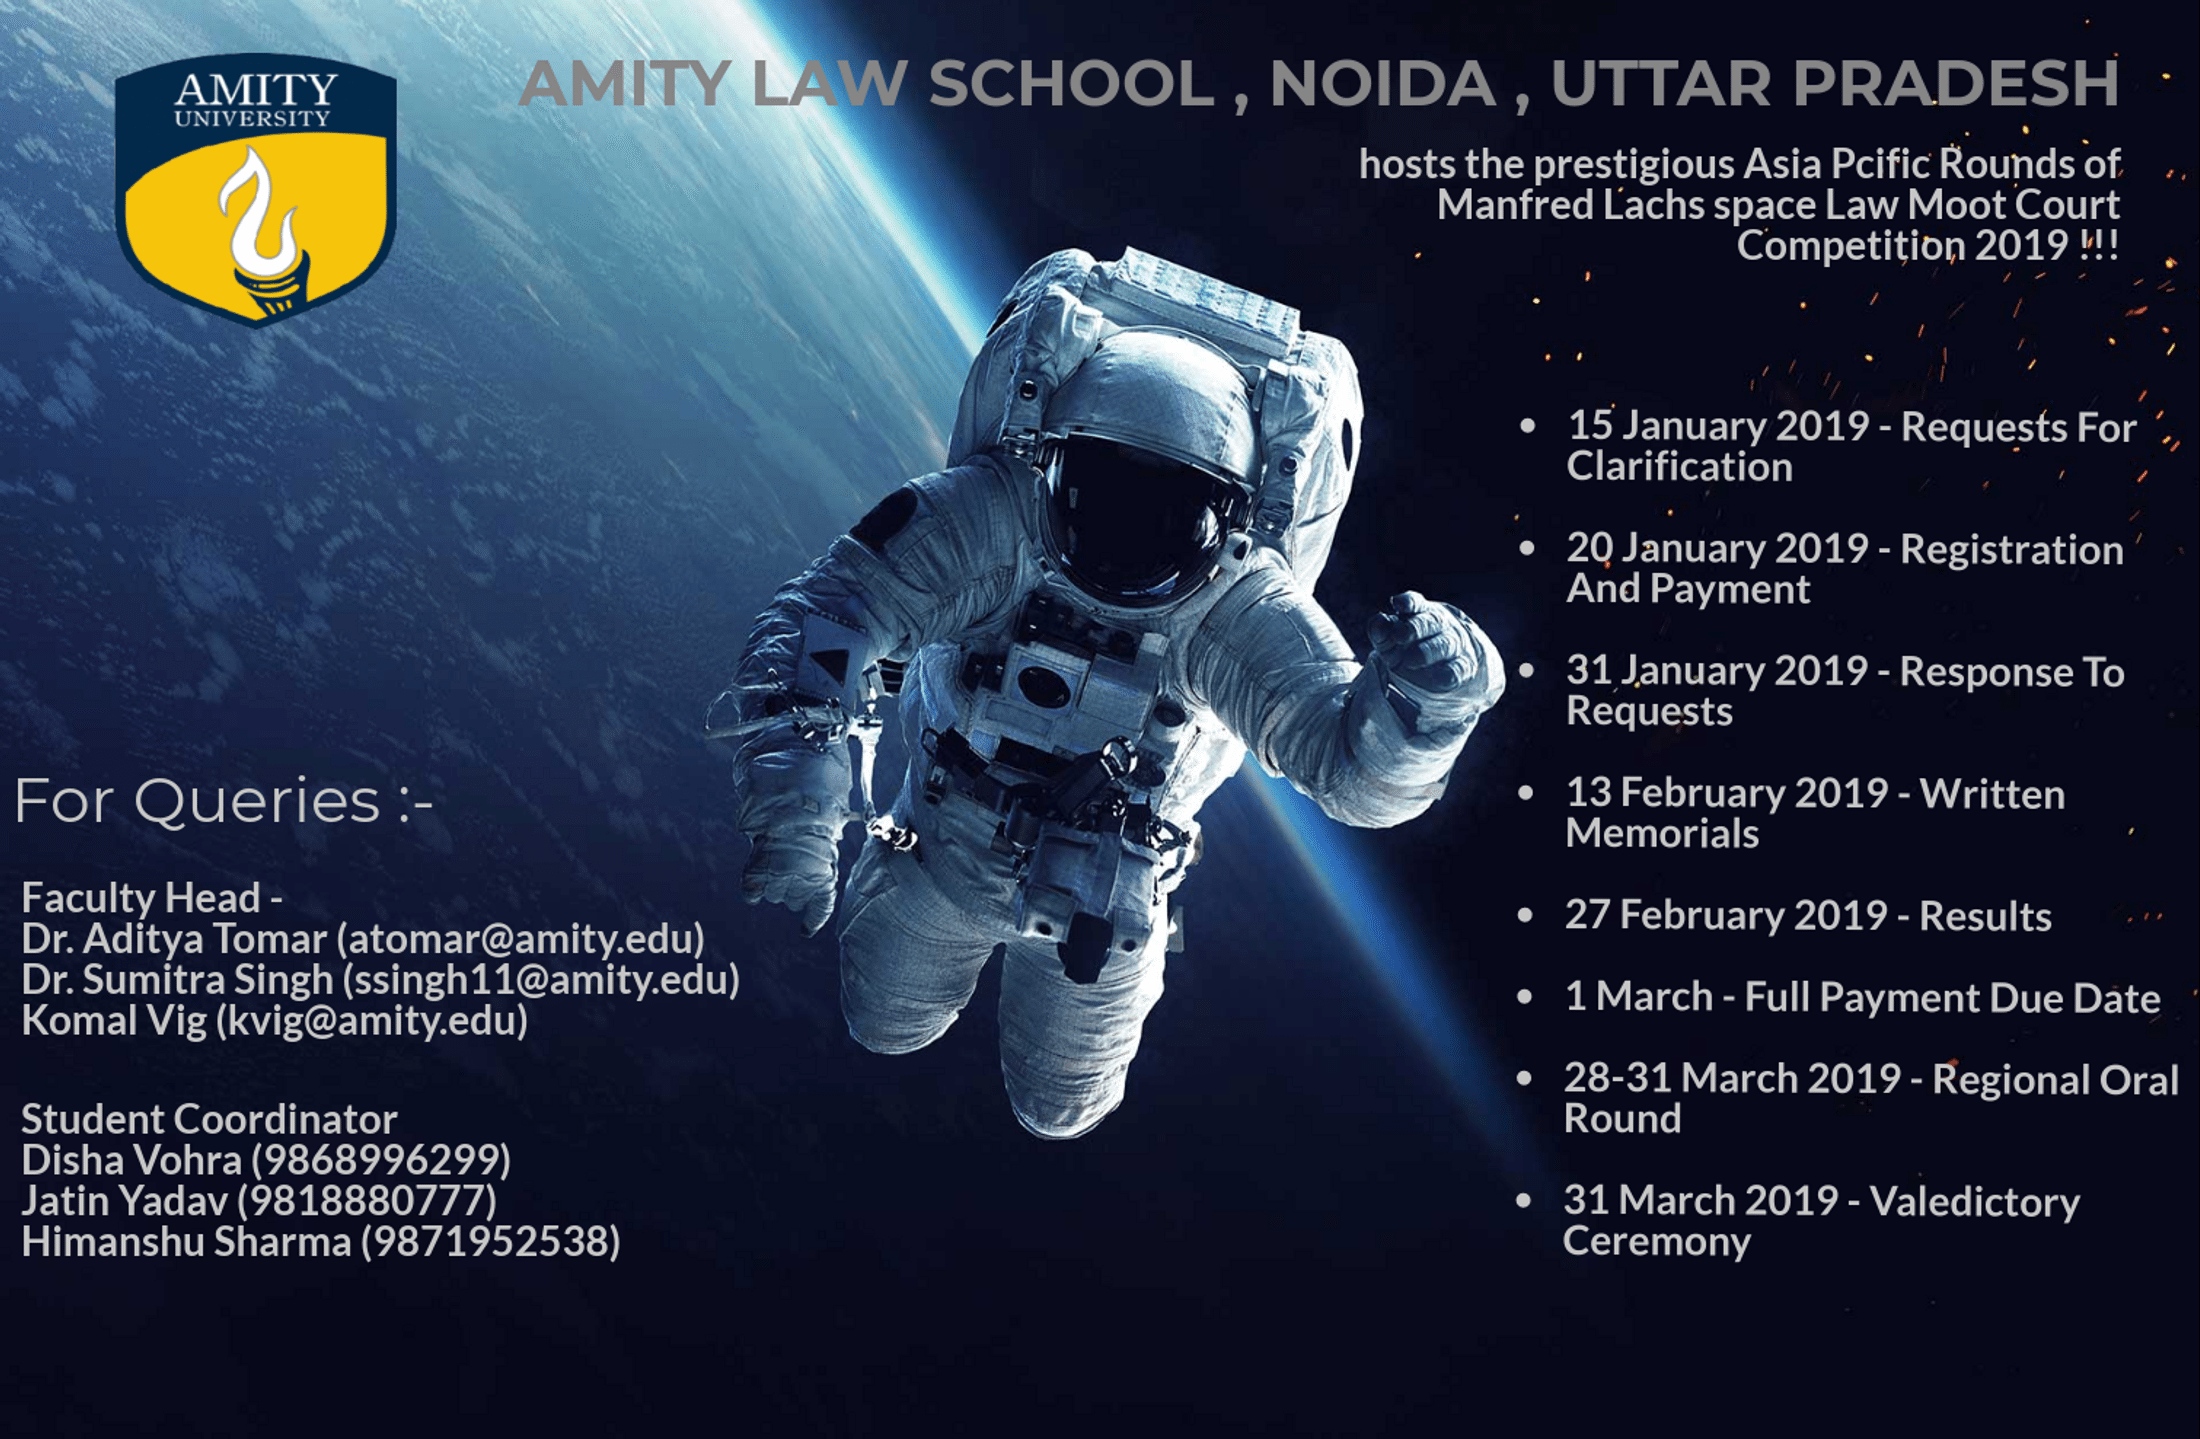 AMITY
UNIVERSITY
AMITY LAW SCHOOL , NOIDA , UTTAR PRADESH
hosts the prestigious Asia Pcific Rounds of
Manfred Lachs space Law Moot Court
Competition 2019 !!!
• 15 January 2019 - Requests For
Clarification
• 20 January 2019 - Registration
And Payment
• 31 January 2019 - Response To
Requests
• 13 February 2019 - Written
Memorials
• 27 February 2019 - Results
• 1 March - Full Payment Due Date
• 28-31 March 2019 - Regional Oral
Round
• 31 March 2019 - Valedictory
Ceremony
For Queries :-
Faculty Head -
Dr. Aditya Tomar (atomar@amity.edu)
Dr. Sumitra Singh (ssingh11@amity.edu)
Komal Vig (kvig@amity.edu)
Student Coordinator
Disha Vohra (9868996299)
Jatin Yadav (9818880777)
Himanshu Sharma (9871952538)